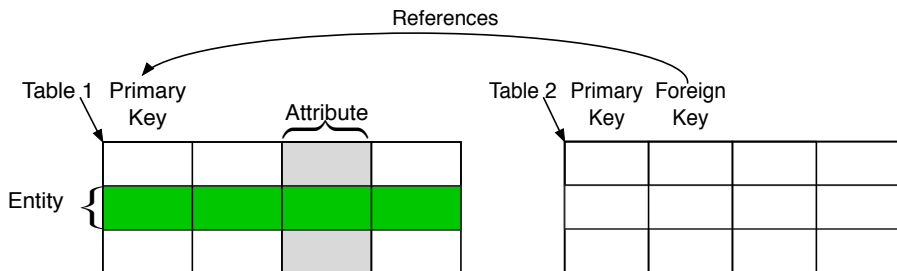 References
Table 1
Primary
Key
Attribute
Table 2
Primary
Key
Foreign
Key
Entity